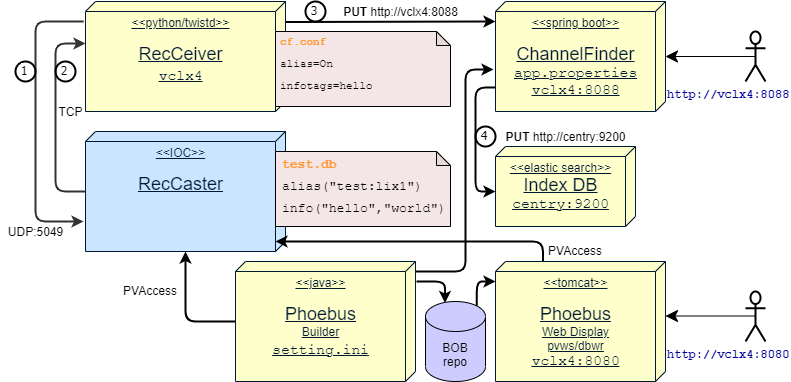 <<python/twistd>>
RecCeiver
vclx4
3
PUT http://vclx4:8088
cf.conf
alias=On
infotags=hello
<<spring boot>>
ChannelFinder
app.properties
vclx4:8088
http://vclx4:8088
1
2
TCP
4
PUT http://centry:9200
<<IOC>>
RecCaster
test.db
alias("test:lix1")
info("hello","world")
<<elastic search>>
Index DB
centry:9200
UDP:5049
PVAccess
PVAccess
<<java>>
Phoebus
Builder
setting.ini
BOB
repo
<<tomcat>>
Phoebus
Web Display
pvws/dbwr
vclx4:8080
http://vclx4:8080